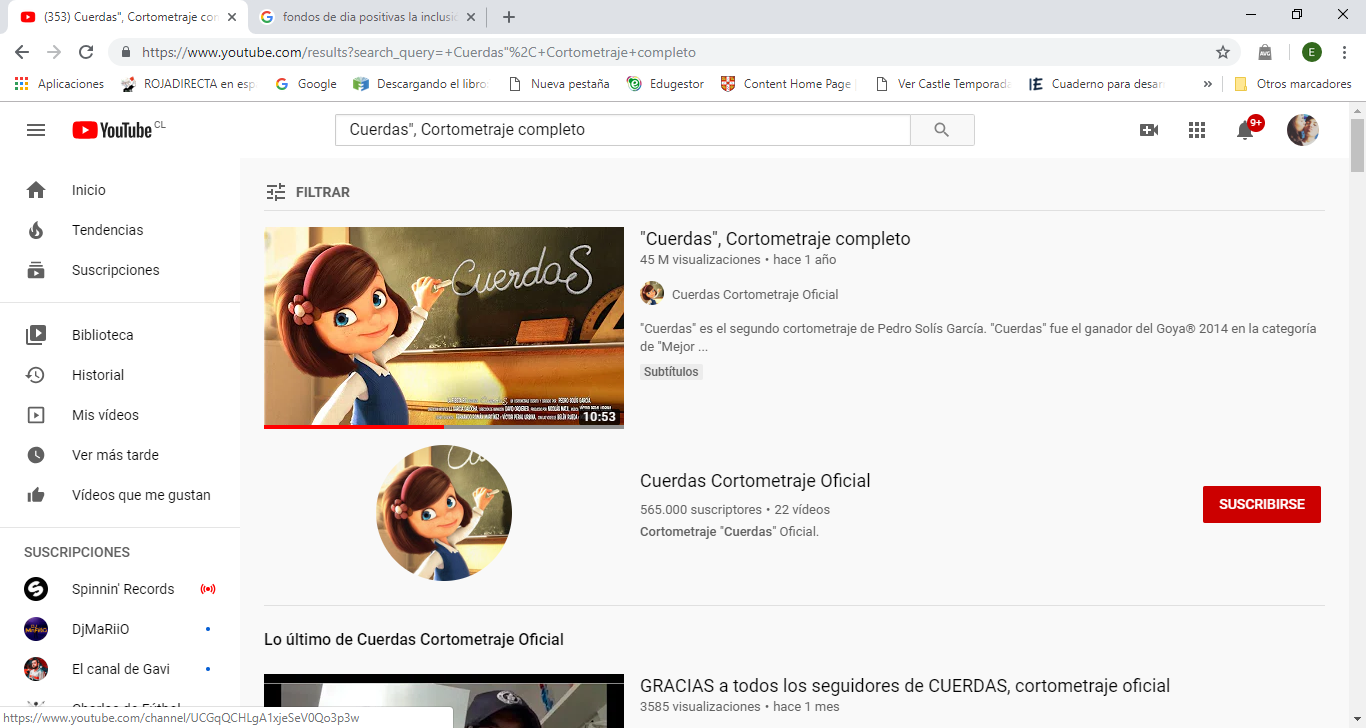 (353) Cuerdas", Cortometraje con
fondos de dia positivas la inclusió
https://www.youtube.com/results?search_query=+Cuerdas"%2C+Cortometraje+completo
AVG
E
Aplicaciones
ROJADIRECTA en esp
Google
Descargando el libro
Nueva pestaña
Edugestor
Content Home Page
Ver Castle Temporada
IE
Cuaderno para desar
»
Otros marcadores
YouTube CL
Cuerdas", Cortometraje completo
9+
Inicio
Tendencias
Suscripciones
Biblioteca
Historial
Mis vídeos
Ver más tarde
Vídeos que me gustan
SUSCRIPCIONES
Spinnin' Records
DjMaRiiO
El canal de Gavi
FILTRAR
CuerdaS
10:53
"Cuerdas", Cortometraje completo
45 M visualizaciones • hace 1 año
Cuerdas Cortometraje Oficial
"Cuerdas" es el segundo cortometraje de Pedro Solís García. "Cuerdas" fue el ganador del Goya® 2014 en la categoría
de "Mejor ...
Subtítulos
Cuerdas Cortometraje Oficial
565.000 suscriptores • 22 vídeos
Cortometraje "Cuerdas" Oficial.
SUSCRIBIRSE
Lo último de Cuerdas Cortometraje Oficial
GRACIAS a todos los seguidores de CUERDAS, cortometraje oficial
3585 visualizaciones • hace 1 mes
https://www.youtube.com/channel/UCGqQCHLgA1xjeSeV0Qo3p3w